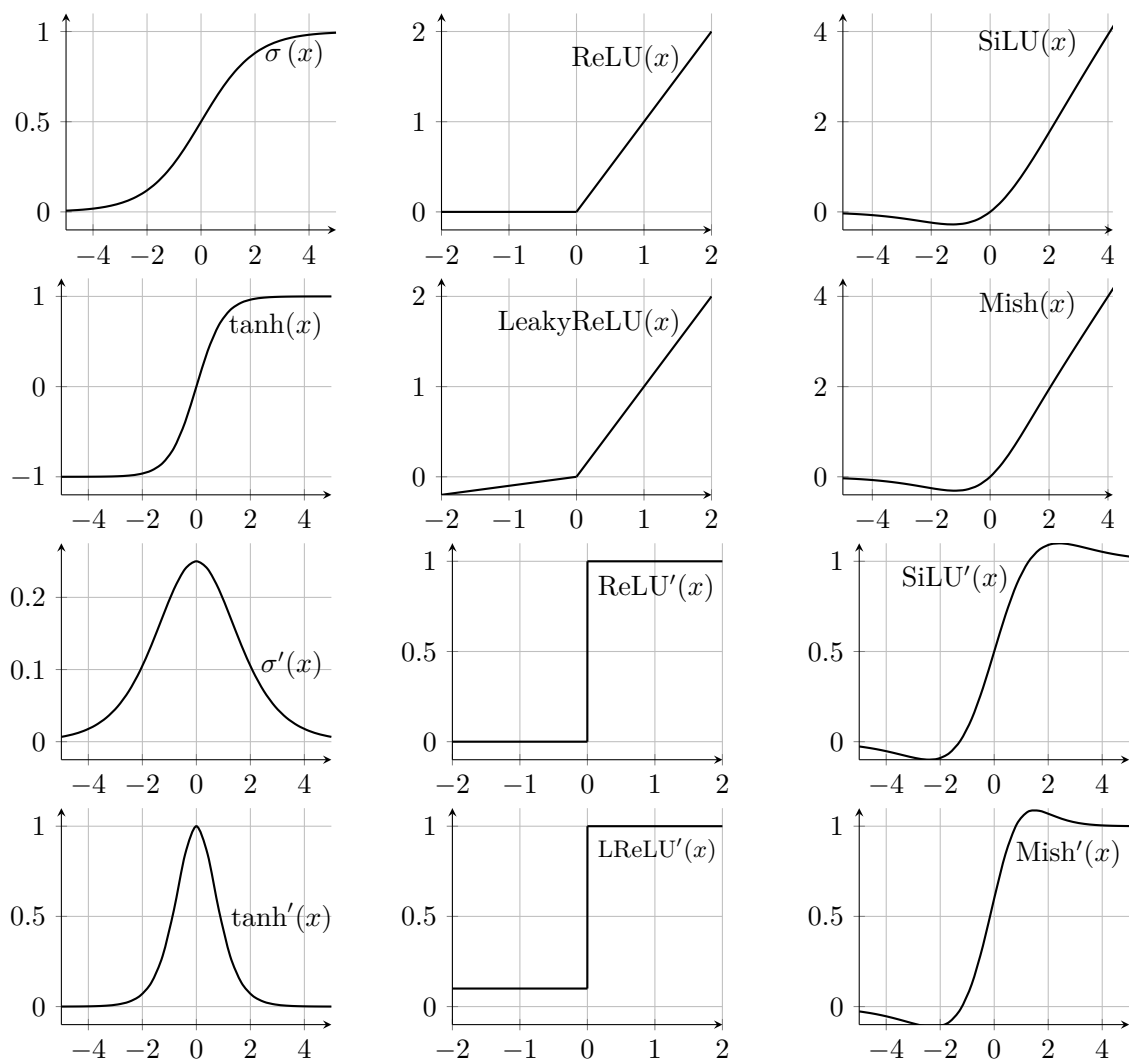 1
0.5
0
σ (x)
−4 −2 0 2 4
2
1
0
ReLU(x)
−2 −1 0 1 2
4
2
0
SiLU(x)
−4 −2 0 2 4
1
0
−1
tanh(x)
−4 −2 0 2 4
2
1
0
LeakyReLU(x)
−2 −1 0 1 2
4
2
0
Mish(x)
−4 −2 0 2 4
0.2
0.1
0
σ′(x)
−4 −2 0 2 4
1
0.5
0
ReLU′(x)
−2 −1 0 1 2
1
0.5
0
SiLU′(x)
−4 −2 0 2 4
1
0.5
0
tanh′(x)
−4 −2 0 2 4
1
0.5
0
LReLU′(x)
−2 −1 0 1 2
1
0.5
0
Mish′(x)
−4 −2 0 2 4